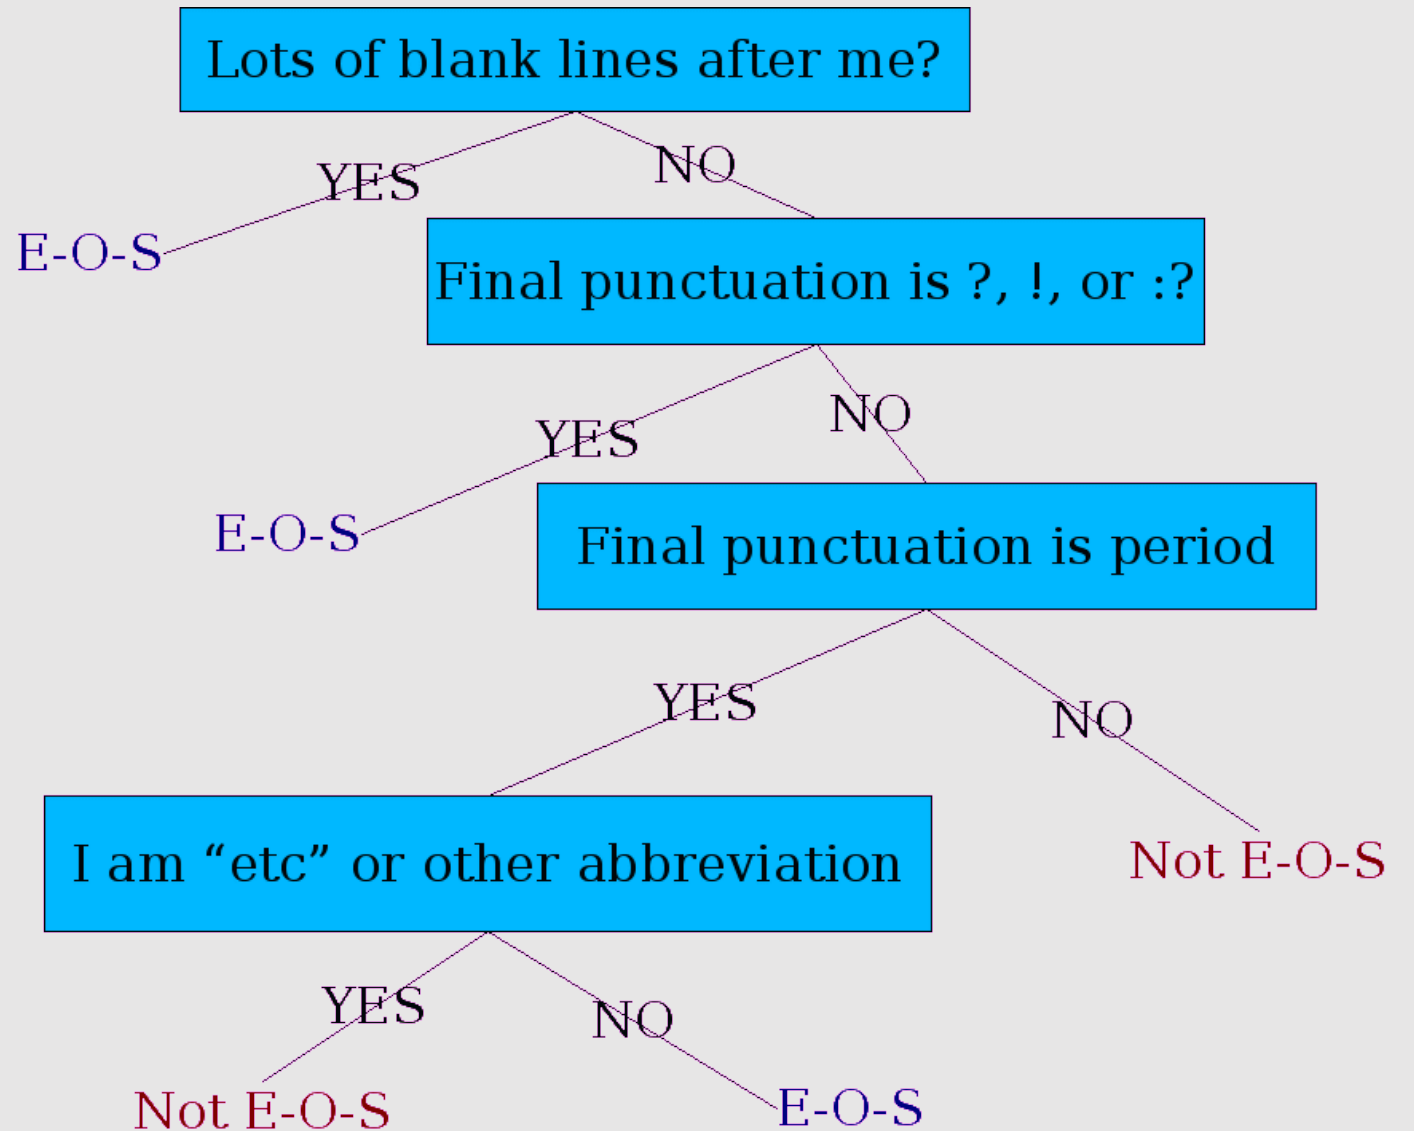 Lots of blank lines after me?
YES
NO
E-O-S
Final punctuation is ?, !, or :?
YES
NO
E-O-S
Final punctuation is period
YES
NO
I am “etc” or other abbreviation
Not E-O-S
YES
NO
Not E-O-S
E-O-S